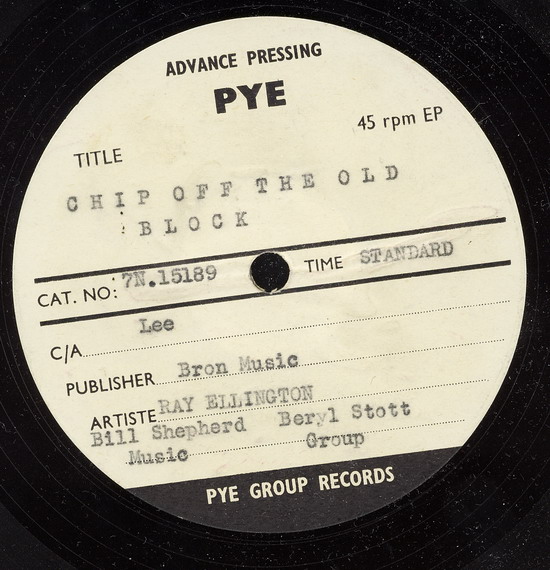 ADVANCE PRESSING
PYE
45 rpm EP
TITLE
CHIP OFF THE OLD
BLOCK
CAT. NO: 7N.15189 TIME STANDARD
Lee
C/A
PUBLISHER Bron Music
ARTISTE RAY ELLINGTON
Bill Shepherd Beryl Stott
Music Group
PYE GROUP RECORDS